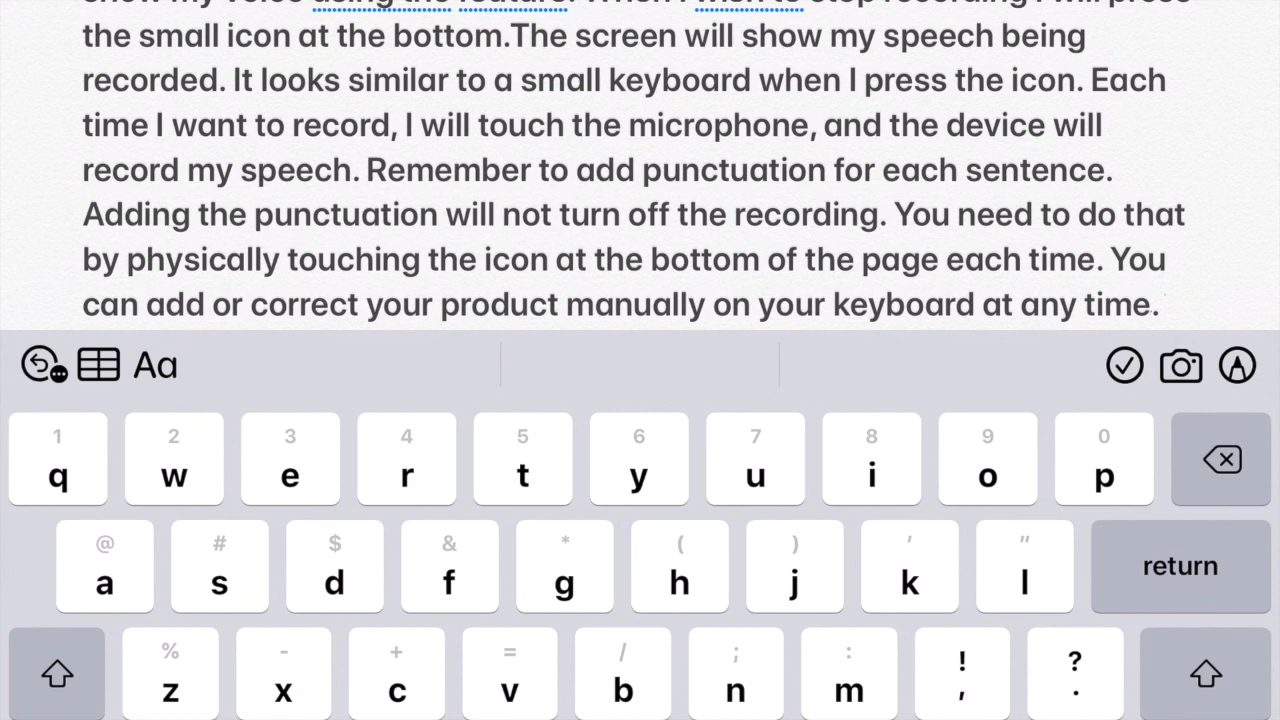 the small icon at the bottom.The screen will show my speech being
recorded. It looks similar to a small keyboard when I press the icon. Each
time I want to record, I will touch the microphone, and the device will
record my speech. Remember to add punctuation for each sentence.
Adding the punctuation will not turn off the recording. You need to do that
by physically touching the icon at the bottom of the page each time. You
can add or correct your product manually on your keyboard at any time.
Aa
1 2 3 4 5 6 7 8 9 0
q w e r t y u i o p
@ # $ & * ( ) ' "
a s d f g h j k l return
% - + = / ; : ! ?
z x c v b n m , .